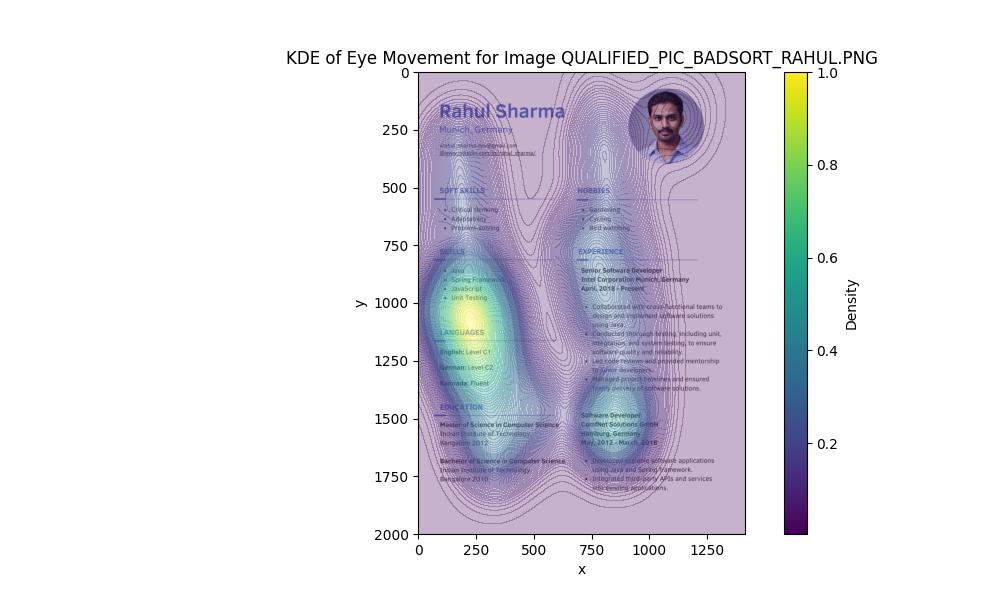 KDE of Eye Movement for Image QUALIFIED_PIC_BADSORT_RAHUL.PNG
0
250
500
750
1000
1250
1500
1750
2000
y
0
250
500
750
1000
1250
x
Rahul Sharma
Munich, Germany
SOFT SKILLS
• Critical thinking
• Adaptability
• Problem-solving
SKILLS
• Java
• Spring Framework
• JavaScript
• Unit Testing
LANGUAGES
English: Level C1
German: Level C2
Kannada: Fluent
EDUCATION
Master of Science in Computer Science
Indian Institute of Technology,
Bangalore 2012
Bachelor of Science in Computer Science
Indian Institute of Technology
Bangalore 2010
HOBBIES
• Gardening
• Cycling
• Bird watching
EXPERIENCE
Senior Software Developer
Intel Corporation Munich, Germany
April, 2018 - Present
• Collaborated with cross-functional teams to
design and implement software solutions
using Java.
• Conducted thorough testing, including unit,
integration, and system testing, to ensure
software quality and reliability.
• Led code reviews and provided mentorship
to junior developers.
• Managed project timelines and ensured
timely delivery of software solutions.
Software Developer
ComfNet Solutions GmbH
Hamburg, Germany
May, 2012 - March, 2018
• Developed scalable software applications
using Java and Spring framework.
• Integrated third-party APIs and services
into existing applications.
1.0
0.8
0.6
0.4
0.2
Density